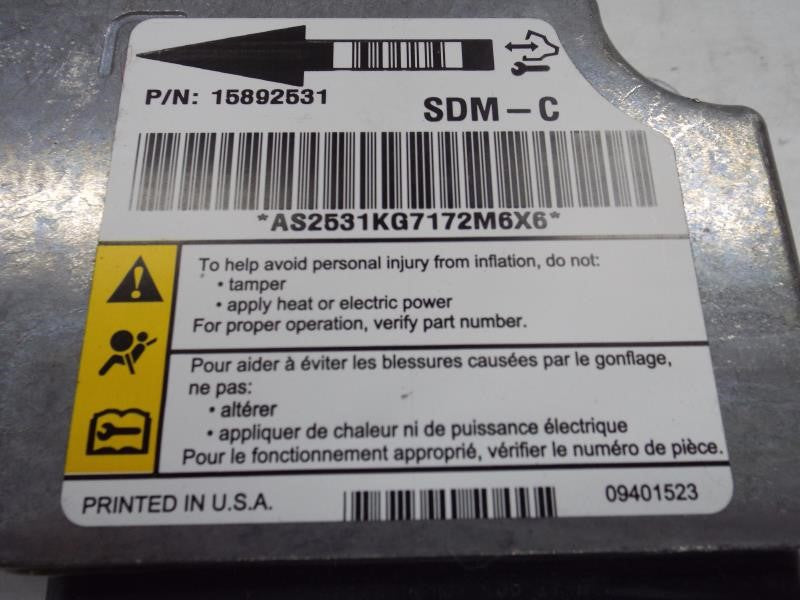 P/N: 15892531
SDM-C
*AS2531KG7172M6X6*
To help avoid personal injury from inflation, do not:
• tamper
• apply heat or electric power
For proper operation, verify part number.
Pour aider à éviter les blessures causées par le gonflage,
ne pas:
• altérer
• appliquer de chaleur ni de puissance électrique
Pour le fonctionnement approprié, vérifier le numéro de pièce.
PRINTED IN U.S.A.
09401523